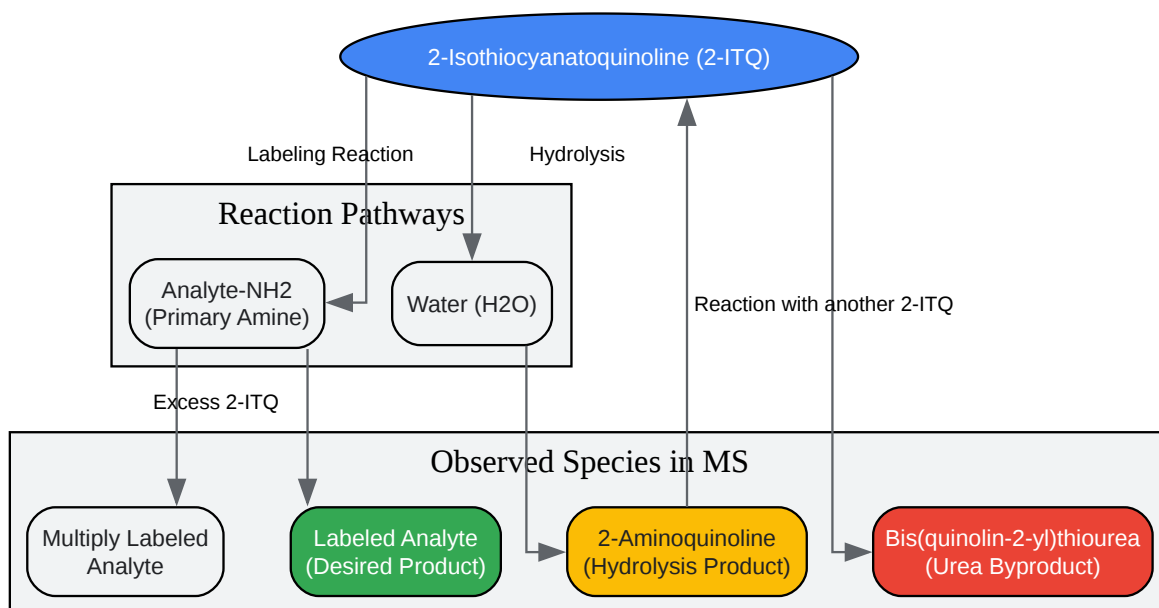 2-Isothiocyanatoquinoline (2-ITQ)
Labeling Reaction
Hydrolysis
Reaction Pathways
Analyte-NH2
(Primary Amine)
Water (H2O)
Reaction with another 2-ITQ
Excess 2-ITQ
Observed Species in MS
Multiply Labeled
Analyte
Labeled Analyte
(Desired Product)
2-Aminoquinoline
(Hydrolysis Product)
Bis(quinolin-2-yl)thiourea
(Urea Byproduct)